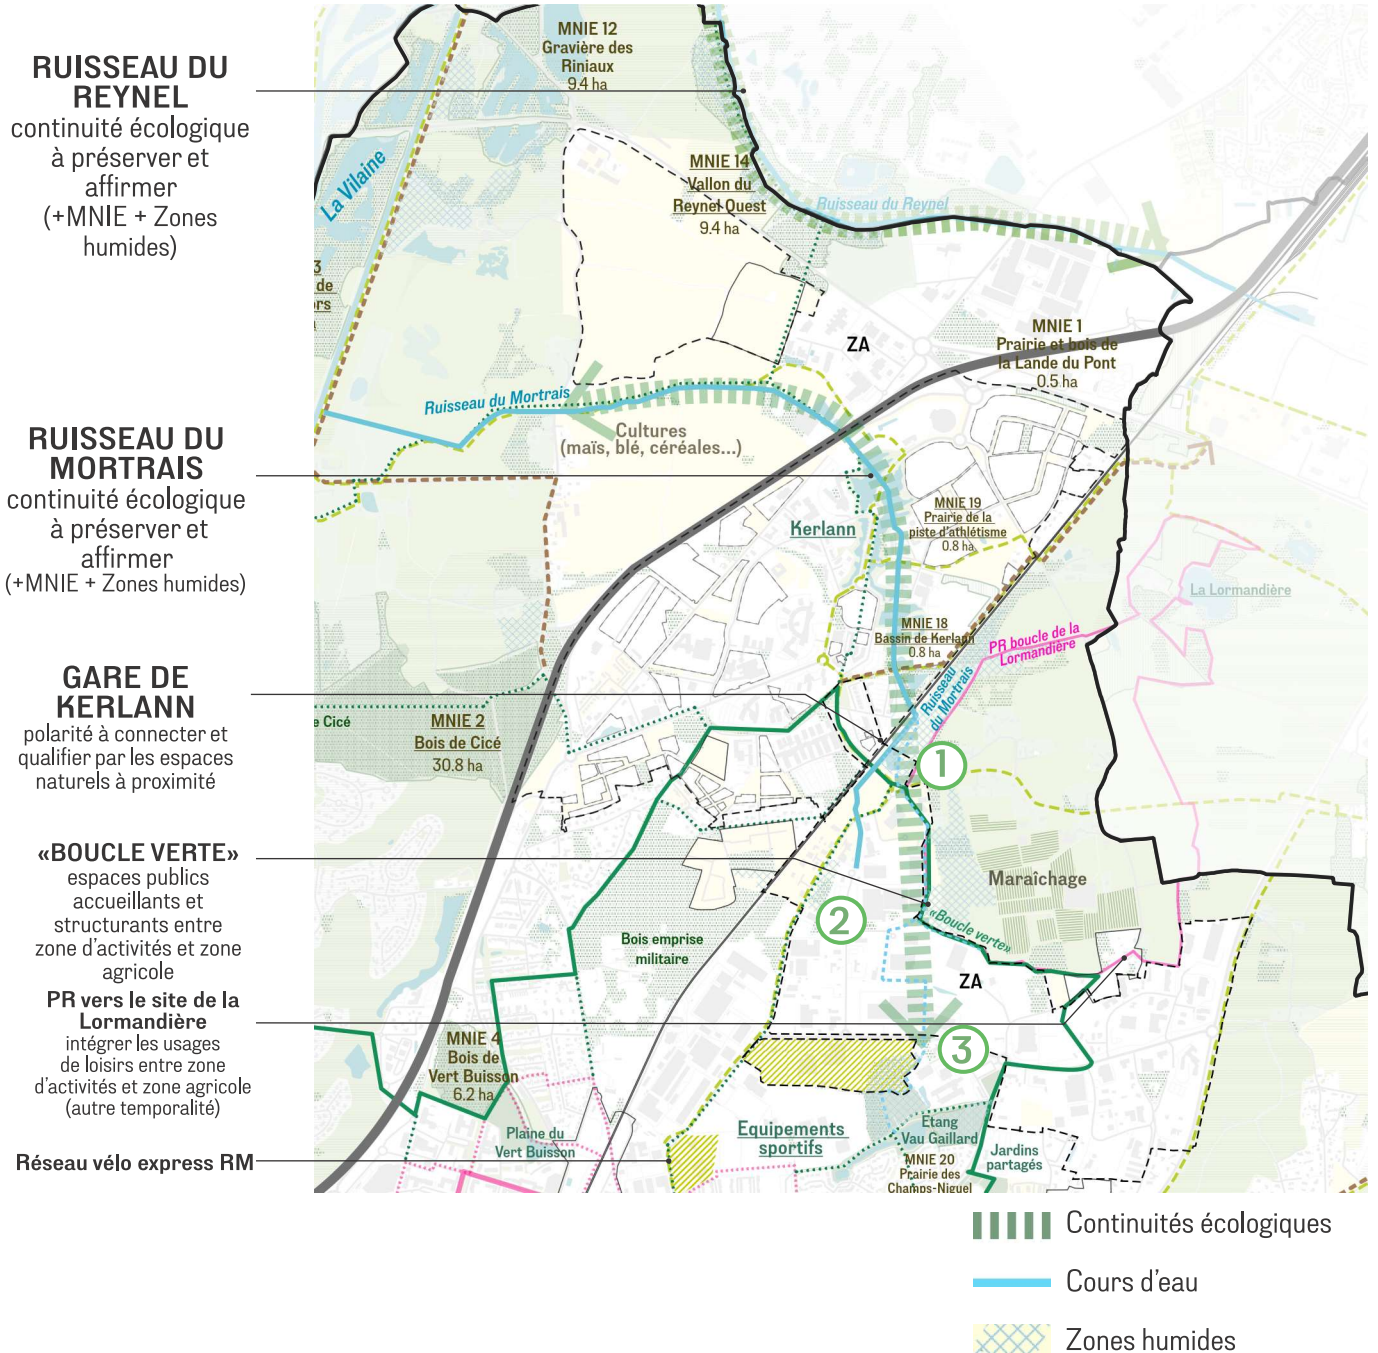 RUISSEAU DU
REYNEL
continuité écologique
à préserver et
affirmer
(+MNIE + Zones
humides)
RUISSEAU DU
MORTRAIS
continuité écologique
à préserver et
affirmer
(+MNIE + Zones humides)
GARE DE
KERLANN
polarité à connecter et
qualifier par les espaces
naturels à proximité
«BOUCLE VERTE»
espaces publics
accueillants et
structurants entre
zone d'activités et zone
agricole
PR vers le site de la
Lormandière
intégrer les usages
de loisirs entre zone
d'activités et zone agricole
(autre temporalité)
Réseau vélo express RM
MNIE 12
Gravière des
Riniaux
9.4 ha
La Vilaine
MNIE 14
Vallon du
Reynel Ouest
9.4 ha
Ruisseau du Reynel
3
de
ors
ZA
MNIE 1
Prairie et bois de
la Lande du Pont
0.5 ha
Ruisseau du Mortrais
Cultures
(maïs, blé, céréales...)
Kerlann
MNIE 19
Prairie de la
piste d'athlétisme
0.8 ha
La Lormandière
MNIE 18
Bassin de Kerlann
0.8 ha
PR boucle de la
Lormandière
Ruisseau
du Mortrais
e Cicé
MNIE 2
Bois de Cicé
30.8 ha
1
Maraîchage
2
«Boucle verte»
Bois emprise
militaire
ZA
3
MNIE 4
Bois de
Vert Buisson
6.2 ha
Plaine du
Vert Buisson
Equipements
sportifs
Etang
Vau Gaillard
MNIE 20
Prairie des
Champs-Niguel
Jardins
partagés
Continuités écologiques
Cours d'eau
Zones humides